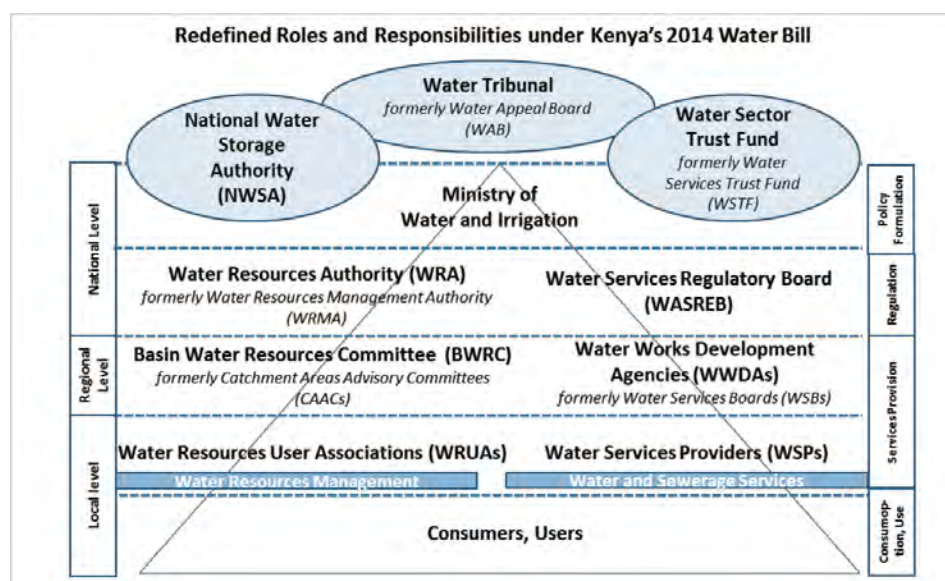 Redefined Roles and Responsibilities under Kenya's 2014 Water Bill
Water Tribunal
formerly Water Appeal Board
(WAB)
National Water
Storage
Authority
(NWSA)
Water Sector
Trust Fund
formerly Water
Services Trust Fund
(WSTF)
National Level
Regional
Level
Local level
Ministry of
Water and Irrigation
Water Resources Authority (WRA)
formerly Water Resources Management Authority
(WRMA)
Water Services Regulatory Board
(WASREB)
Basin Water Resources Committee (BWRC)
formerly Catchment Areas Advisory Committees
(CAACs)
Water Works Development
Agencies (WWDAs)
formerly Water Services Boards (WSBs)
Water Resources User Associations (WRUAs)
Water Services Providers (WSPs)
Water Resources Management
Water and Sewerage Services
Consumers, Users
Policy
Formulation
Regulation
Services Provision
Consumop-
tion, Use